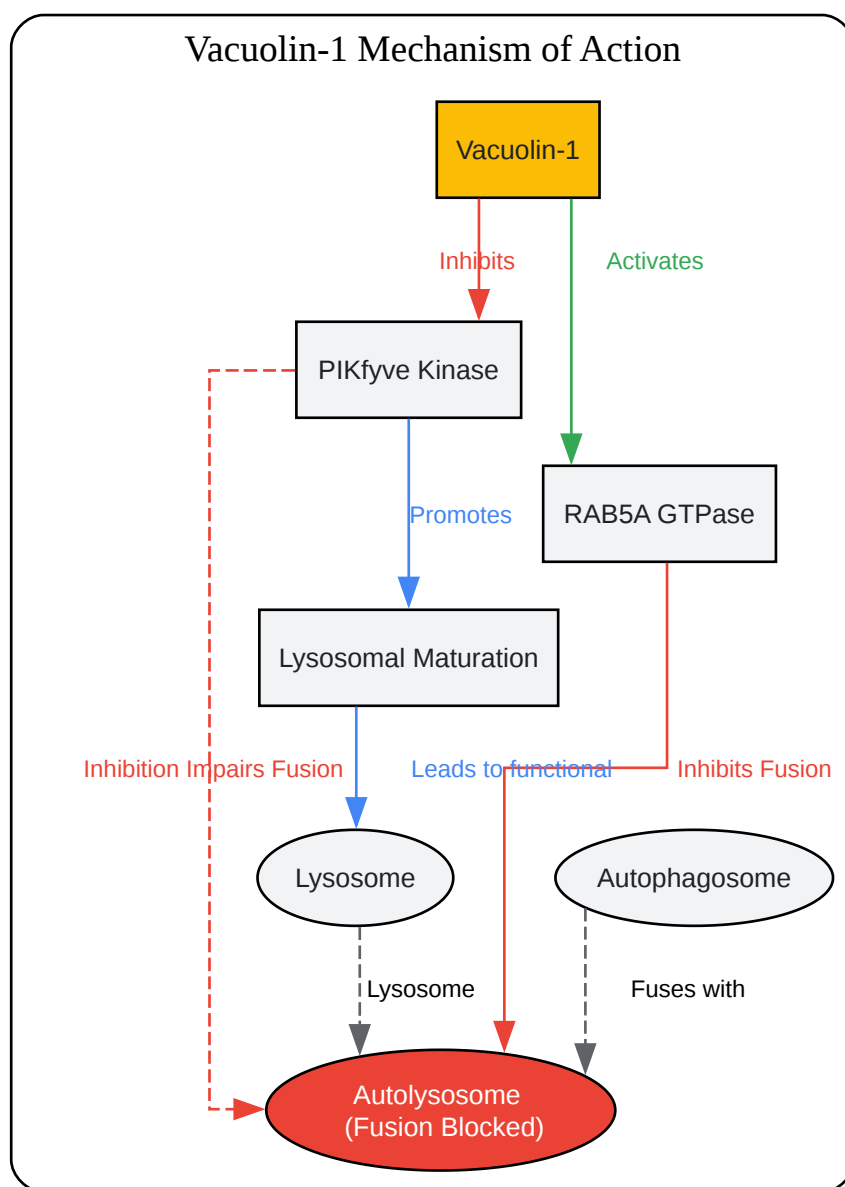 Vacuolin-1 Mechanism of Action
Vacuolin-1
Inhibits
Activates
PIKfyve Kinase
Promotes
RAB5A GTPase
Lysosomal Maturation
Inhibition Impairs Fusion
Leads to functional
Inhibits Fusion
Lysosome
Autophagosome
Lysosome
Fuses with
Autolysosome
(Fusion Blocked)